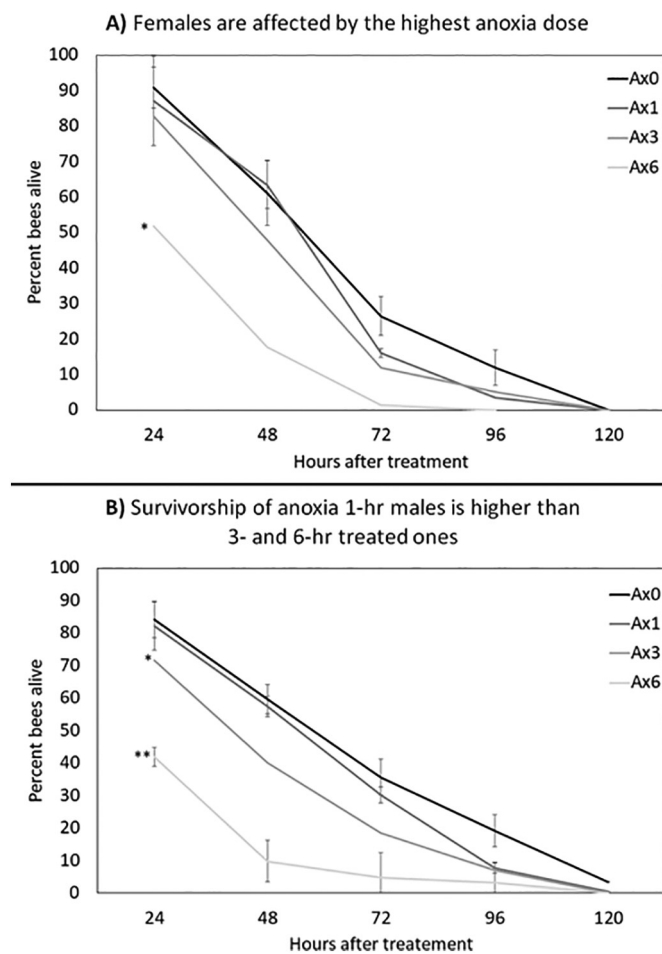 A) Females are affected by the highest anoxia dose
100
90
80
70
60
50
40
30
20
10
0
Percent bees alive
*
Ax0
Ax1
Ax3
Ax6
24 48 72 96 120
Hours after treatment
B) Survivorship of anoxia 1-hr males is higher than
3- and 6-hr treated ones
100
90
80
70
60
50
40
30
20
10
0
Percent bees alive
*
**
Ax0
Ax1
Ax3
Ax6
24 48 72 96 120
Hours after treatement